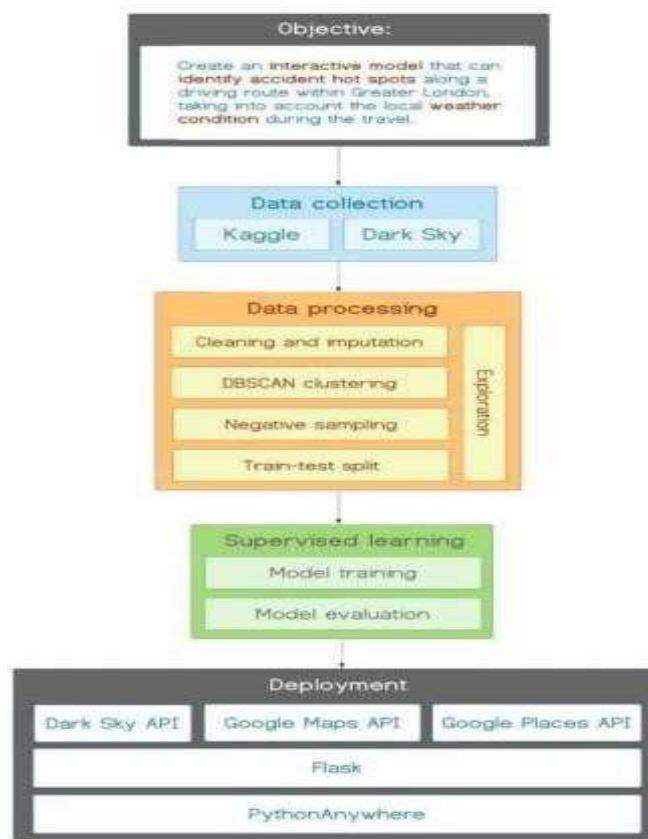 Objective:
Create an interactive model that can
identify accident hot spots along a
driving route within Greater London,
taking into account the local weather
condition during the travel.
Data collection
Kaggle
Dark Sky
Data processing
Cleaning and imputation
DBSCAN clustering
Negative sampling
Train-test split
Exploration
Supervised learning
Model training
Model evaluation
Deployment
Dark Sky API
Google Maps API
Google Places API
Flask
PythonAnywhere